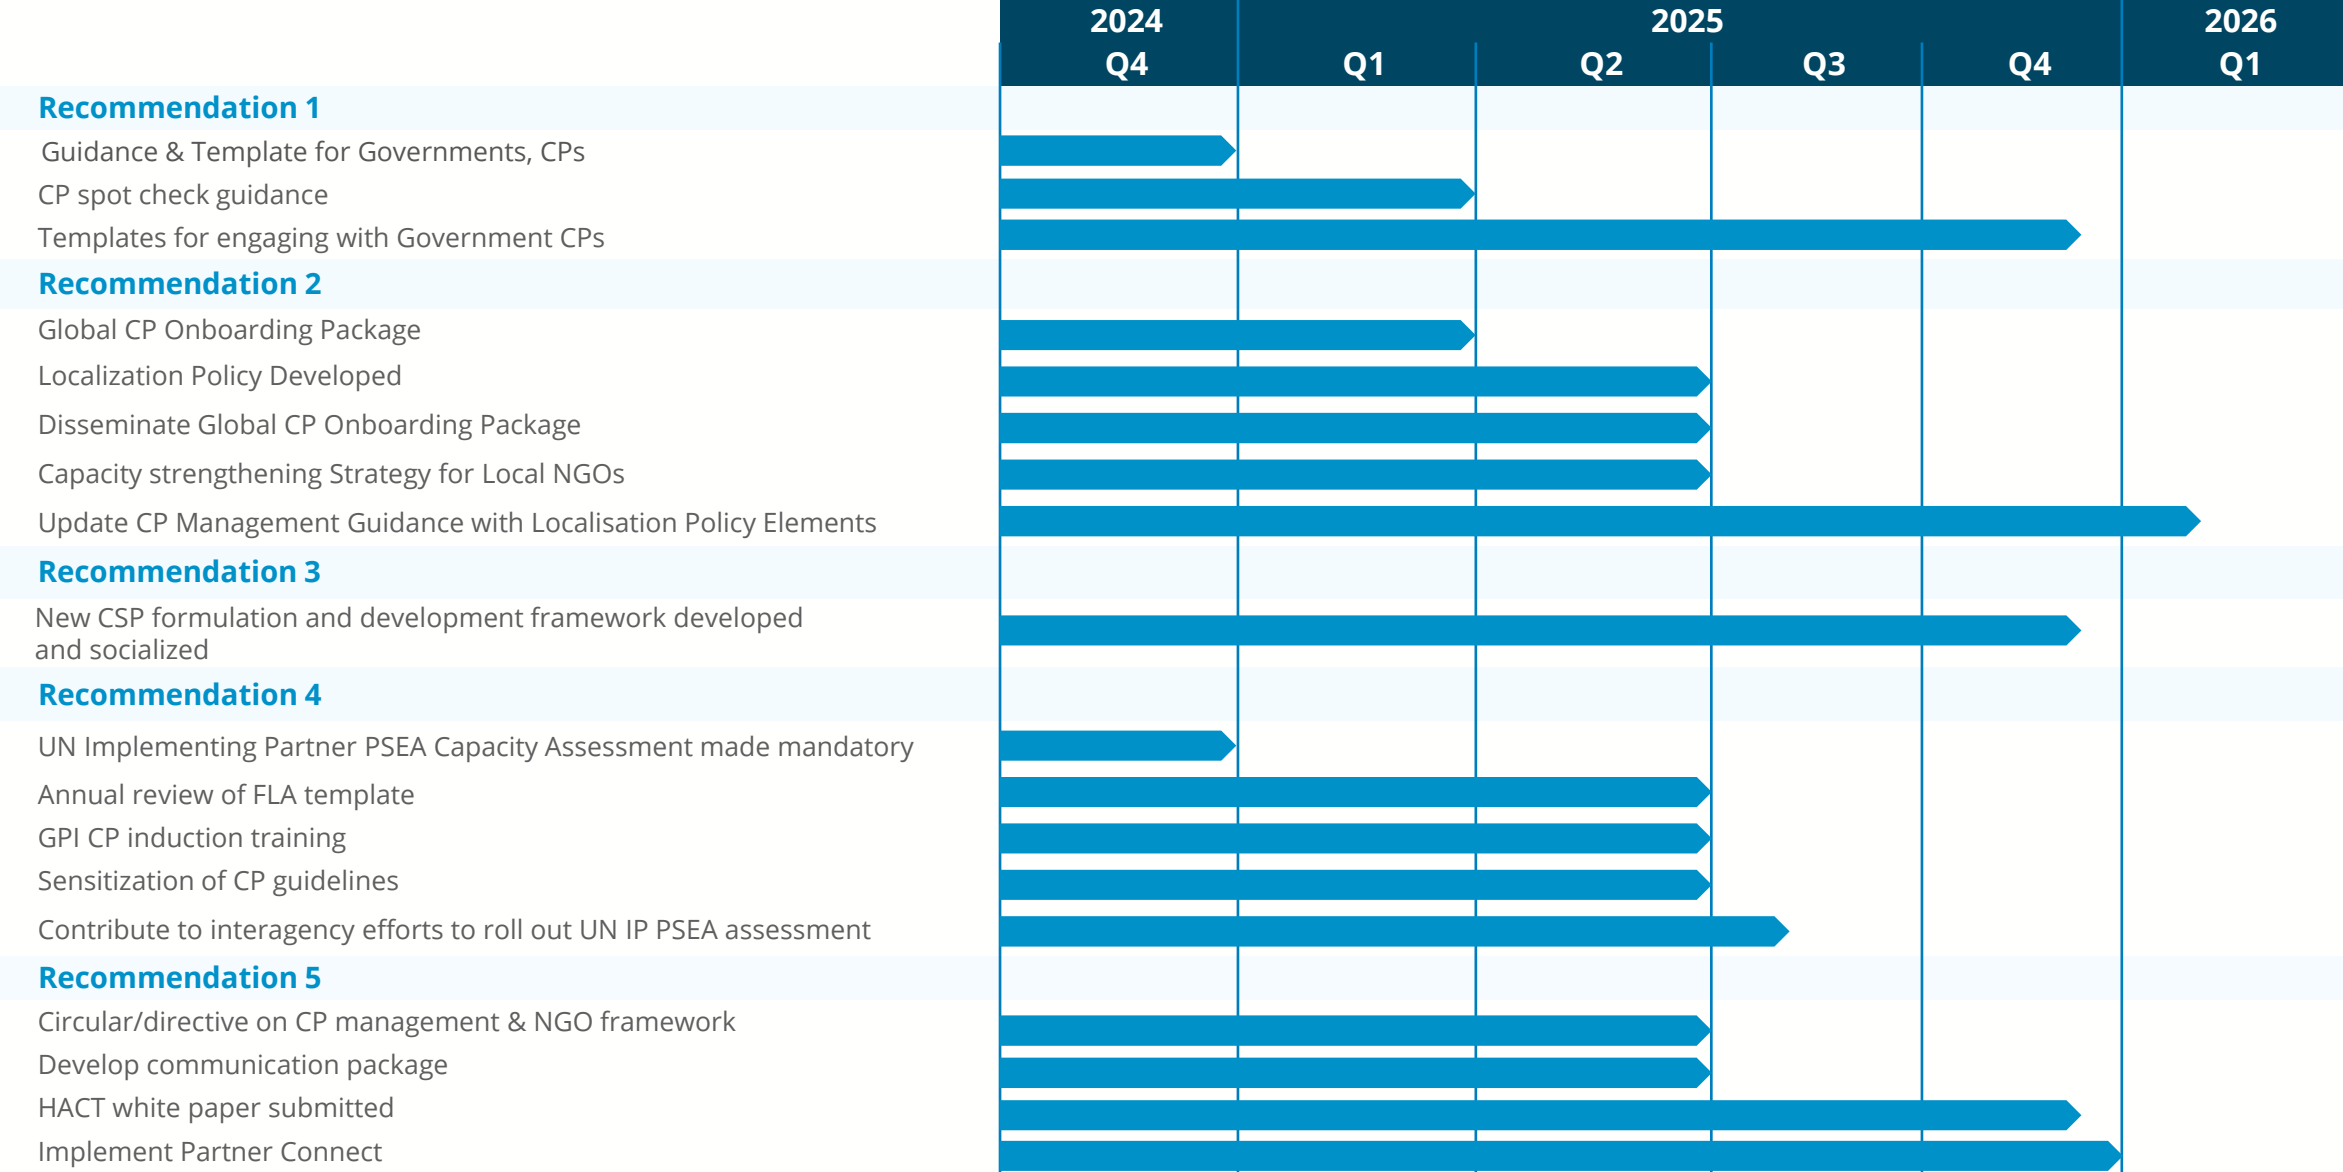 2024 2025 2026
Q4 Q1 Q2 Q3 Q4 Q1
Recommendation 1
Guidance & Template for Governments, CPs
CP spot check guidance
Templates for engaging with Government CPs
Recommendation 2
Global CP Onboarding Package
Localization Policy Developed
Disseminate Global CP Onboarding Package
Capacity strengthening Strategy for Local NGOs
Update CP Management Guidance with Localisation Policy Elements
Recommendation 3
New CSP formulation and development framework developed
and socialized
Recommendation 4
UN Implementing Partner PSEA Capacity Assessment made mandatory
Annual review of FLA template
GPI CP induction training
Sensitization of CP guidelines
Contribute to interagency efforts to roll out UN IP PSEA assessment
Recommendation 5
Circular/directive on CP management & NGO framework
Develop communication package
HACT white paper submitted
Implement Partner Connect